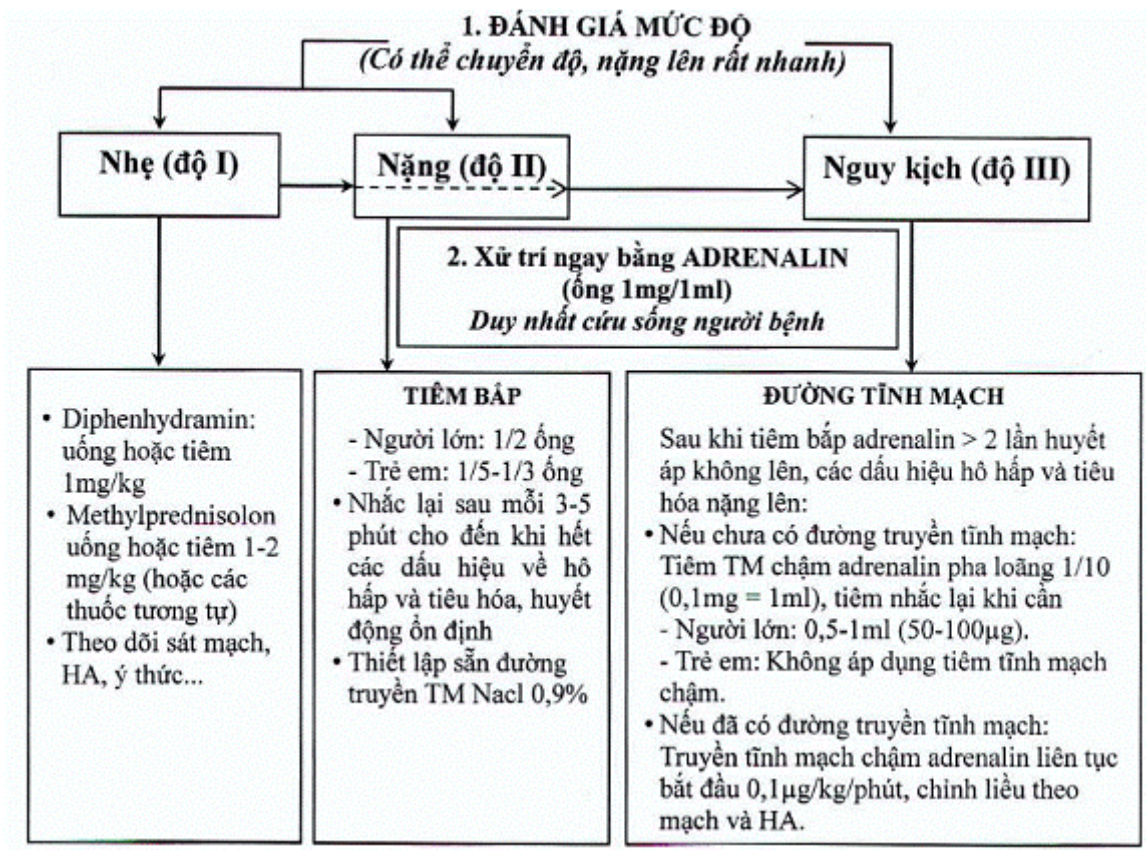 1. ĐÁNH GIÁ MỨC ĐỘ
(Có thể chuyển độ, nặng lên rất nhanh)
Nhẹ (độ I)
Nặng (độ II)
Nguy kịch (độ III)
2. Xử trí ngay bằng ADRENALIN
(ống 1mg/1ml)
Duy nhất cứu sống người bệnh
• Diphenhydramin:
uống hoặc tiêm
1mg/kg
• Methylprednisolon
uống hoặc tiêm 1-2
mg/kg (hoặc các
thuốc tương tự)
• Theo dõi sát mạch,
HA, ý thức...
TIÊM BẮP
- Người lớn: 1/2 ống
- Trẻ em: 1/5-1/3 ống
• Nhắc lại sau mỗi 3-5
phút cho đến khi hết
các dấu hiệu về hô
hấp và tiêu hóa, huyết
động ổn định
• Thiết lập sẵn đường
truyền TM Nacl 0,9%
ĐƯỜNG TĨNH MẠCH
Sau khi tiêm bắp adrenalin > 2 lần huyết
áp không lên, các dấu hiệu hô hấp và tiêu
hóa nặng lên:
• Nếu chưa có đường truyền tĩnh mạch:
Tiêm TM chậm adrenalin pha loãng 1/10
(0,1mg = 1ml), tiêm nhắc lại khi cần
- Người lớn: 0,5-1ml (50-100µg).
- Trẻ em: Không áp dụng tiêm tĩnh mạch
chậm.
• Nếu đã có đường truyền tĩnh mạch:
Truyền tĩnh mạch chậm adrenalin liên tục
bắt đầu 0,1µg/kg/phút, chỉnh liều theo
mạch và HA.